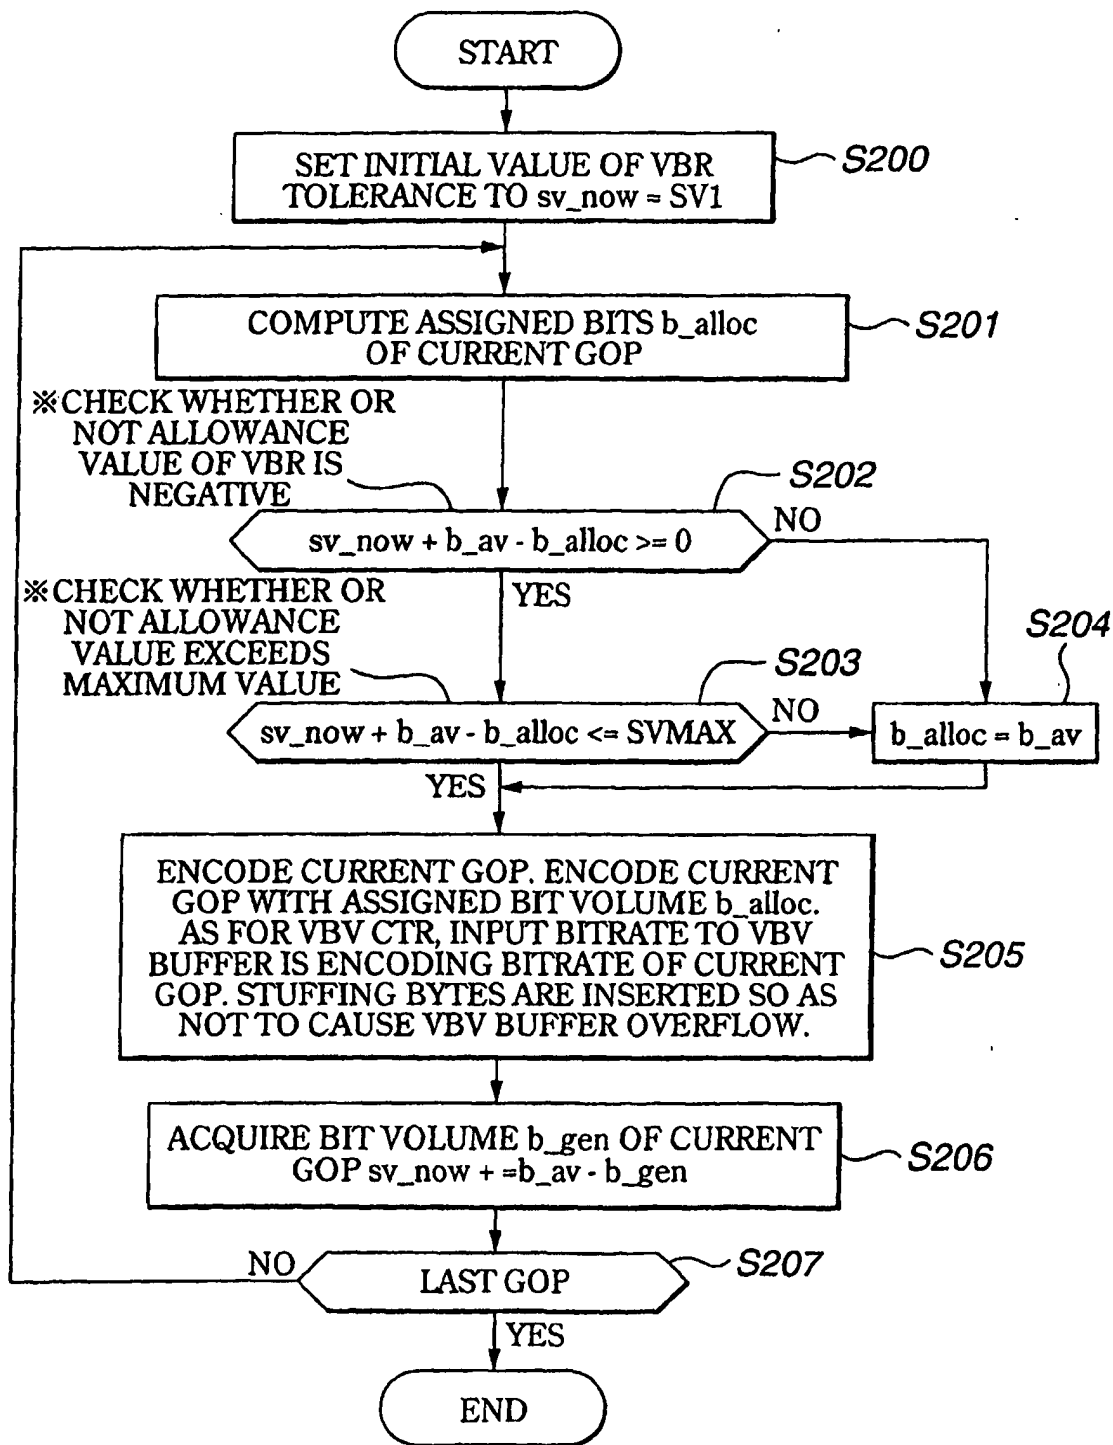 START
SET INITIAL VALUE OF VBR
TOLERANCE TO sv_now = SV1
S200
COMPUTE ASSIGNED BITS b_alloc
OF CURRENT GOP
S201
※CHECK WHETHER OR
NOT ALLOWANCE
VALUE OF VBR IS
NEGATIVE
S202
sv_now + b_av - b_alloc >= 0
NO
YES
※CHECK WHETHER OR
NOT ALLOWANCE
VALUE EXCEEDS
MAXIMUM VALUE
S203
sv_now + b_av - b_alloc <= SVMAX
NO
S204
b_alloc = b_av
YES
ENCODE CURRENT GOP. ENCODE CURRENT
GOP WITH ASSIGNED BIT VOLUME b_alloc.
AS FOR VBV CTR, INPUT BITRATE TO VBV
BUFFER IS ENCODING BITRATE OF CURRENT
GOP. STUFFING BYTES ARE INSERTED SO AS
NOT TO CAUSE VBV BUFFER OVERFLOW.
S205
ACQUIRE BIT VOLUME b_gen OF CURRENT
GOP sv_now + =b_av - b_gen
S206
LAST GOP
S207
NO
YES
END